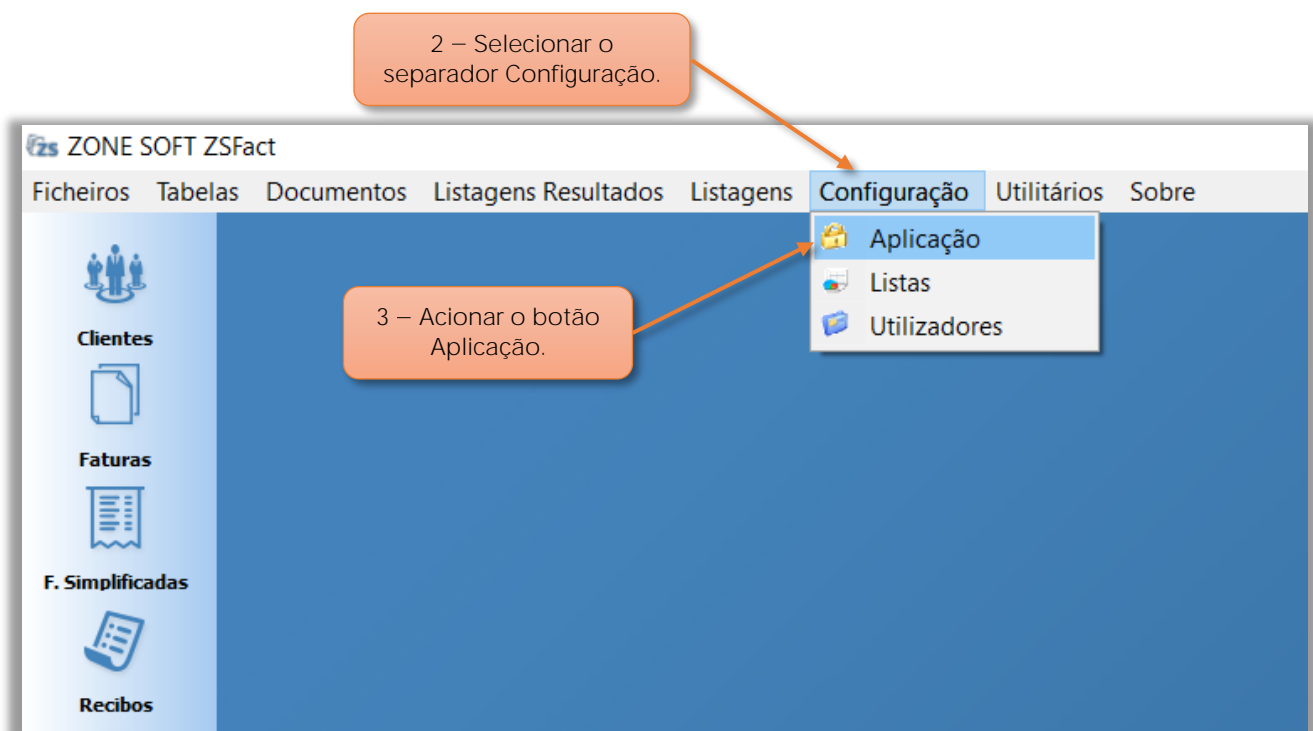 2 – Selecionar o
separador Configuração.
zs ZONE SOFT ZSFact
Ficheiros Tabelas Documentos Listagens Resultados Listagens Configuração Utilitários Sobre
Aplicação
Listas
Utilizadores
3 – Acionar o botão
Aplicação.
Clientes
Faturas
F. Simplificadas
Recibos